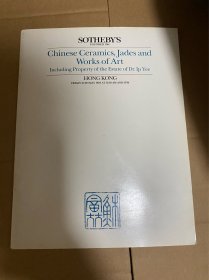 SOTHEBY'S
Chinese Ceramics, Jades and
Works of Art
Including Property of the Estate of Dr. Ip Yee
HONG KONG